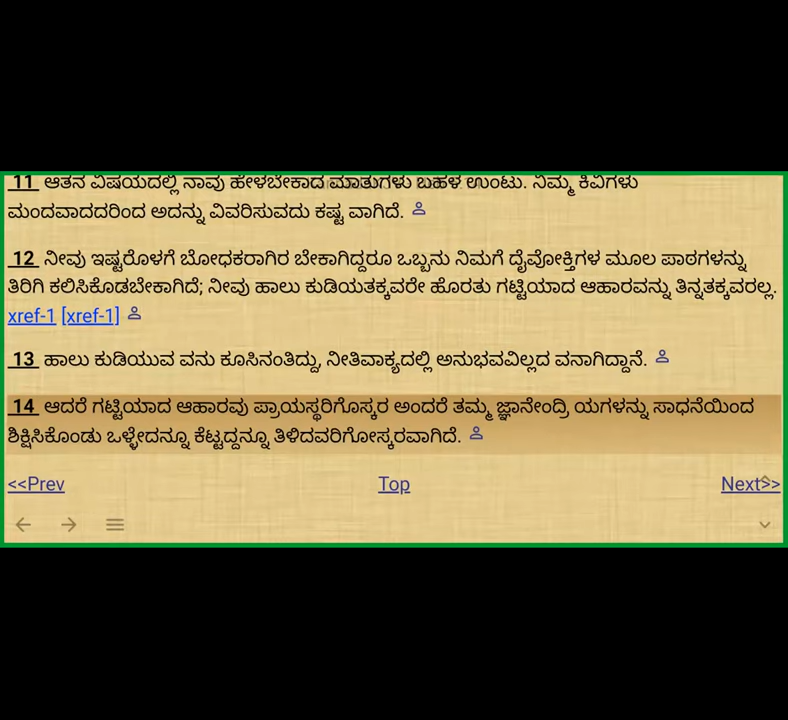 11 ಆತನ ವಿಷಯದಲ್ಲಿ ನಾವು ಹೇಳಬೇಕಾದ ಮಾತುಗಳು ಬಹಳ ಉಂಟು. ನಿಮ್ಮ ಕಿವಿಗಳು
ಮಂದವಾದದರಿಂದ ಅದನ್ನು ವಿವರಿಸುವದು ಕಷ್ಟ ವಾಗಿದೆ.
12 ನೀವು ಇಷ್ಟರೊಳಗೆ ಬೋಧಕರಾಗಿರ ಬೇಕಾಗಿದ್ದರೂ ಒಬ್ಬನು ನಿಮಗೆ ದೈವೋಕ್ತಿಗಳ ಮೂಲ ಪಾಠಗಳನ್ನು
ತಿರಿಗಿ ಕಲಿಸಿಕೊಡಬೇಕಾಗಿದೆ; ನೀವು ಹಾಲು ಕುಡಿಯತಕ್ಕವರೇ ಹೊರತು ಗಟ್ಟಿಯಾದ ಆಹಾರವನ್ನು ತಿನ್ನತಕ್ಕವರಲ್ಲ.
xref-1 [xref-1]
13 ಹಾಲು ಕುಡಿಯುವ ವನು ಕೂಸಿನಂತಿದ್ದು, ನೀತಿವಾಕ್ಯದಲ್ಲಿ ಅನುಭವವಿಲ್ಲದ ವನಾಗಿದ್ದಾನೆ.
14 ಆದರೆ ಗಟ್ಟಿಯಾದ ಆಹಾರವು ಪ್ರಾಯಸ್ಥರಿಗೊಸ್ಕರ ಅಂದರೆ ತಮ್ಮ ಜ್ಞಾನೇಂದ್ರಿ ಯಗಳನ್ನು ಸಾಧನೆಯಿಂದ
ಶಿಕ್ಷಿಸಿಕೊಂಡು ಒಳ್ಳೇದನ್ನೂ ಕೆಟ್ಟದ್ದನ್ನೂ ತಿಳಿದವರಿಗೋಸ್ಕರವಾಗಿದೆ.
<<Prev Top Next>>